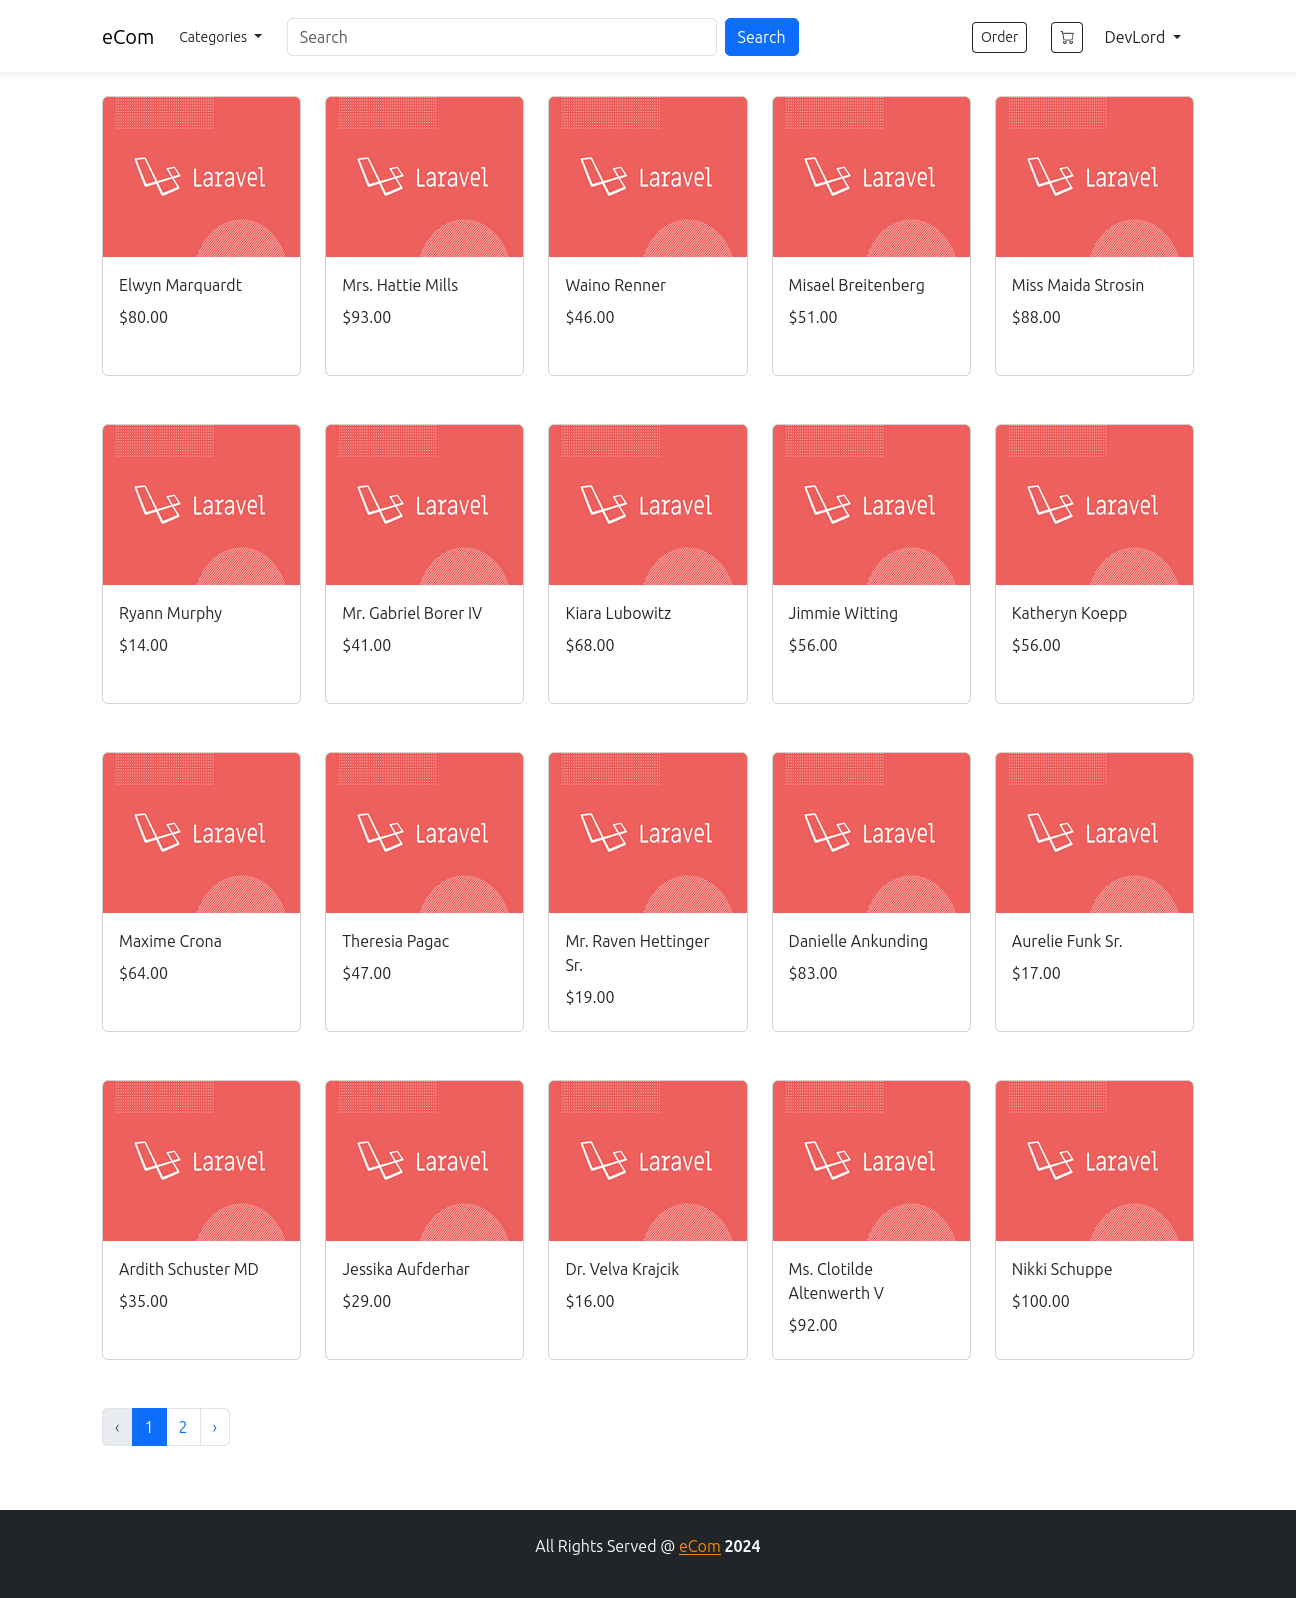 eCom Categories Search Search Order DevLord
Laravel Laravel Laravel Laravel Laravel
Elwyn Marquardt Mrs. Hattie Mills Waino Renner Misael Breitenberg Miss Maida Strosin
$80.00 $93.00 $46.00 $51.00 $88.00
Laravel Laravel Laravel Laravel Laravel
Ryann Murphy Mr. Gabriel Borer IV Kiara Lubowitz Jimmie Witting Katheryn Koepp
$14.00 $41.00 $68.00 $56.00 $56.00
Laravel Laravel Laravel Laravel Laravel
Maxime Crona Theresia Pagac Mr. Raven Hettinger Danielle Ankunding Aurelie Funk Sr.
Sr.
$64.00 $47.00 $19.00 $83.00 $17.00
Laravel Laravel Laravel Laravel Laravel
Ardith Schuster MD Jessika Aufderhar Dr. Velva Krajcik Ms. Clotilde Nikki Schuppe
Altenwerth V
$35.00 $29.00 $16.00 $92.00 $100.00
‹ 1 2 ›
All Rights Served @ eCom 2024